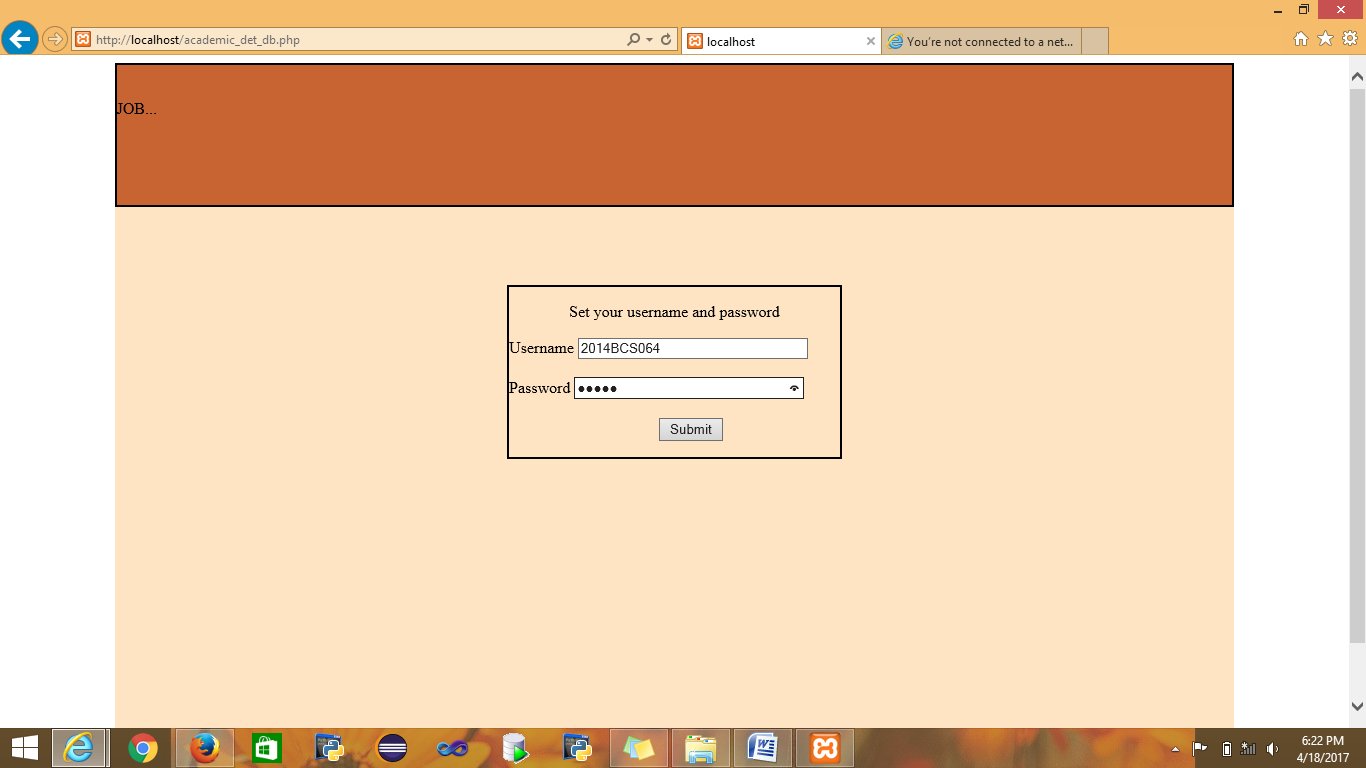 http://localhost/academic_det_db.php
localhost
You're not connected to a net...
JOB...
Set your username and password
Username 2014BCS064
Password •••••
Submit
6:22 PM
4/18/2017